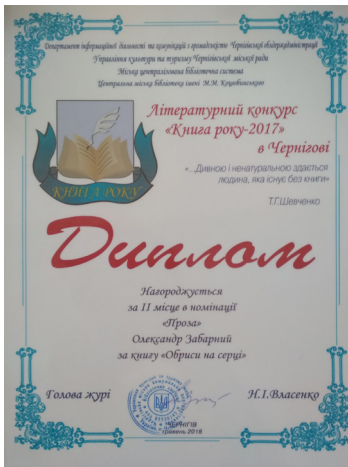 Департамент інформаційної діяльності та комунікацій з громадськістю Чернігівської облдержадміністрації
Управління культури та туризму Чернігівської міської ради
Міська централізована бібліотечна система
Центральна міська бібліотека імені М.М. Коцюбинського
Літературний конкурс
«Книга року-2017»
в Чернігові
«...Дивною і ненатуральною здається
людина, яка існує без книги»
Т.Г.Шевченко
КНИГА РОКУ
Диплом
Нагороджується
за ІІ місце в номінації
«Проза»
Олександр Забарний
за книгу «Обриси на серці»
Голова журі Н.І.Власенко
ЧЕРНІГІВ
травень 2018